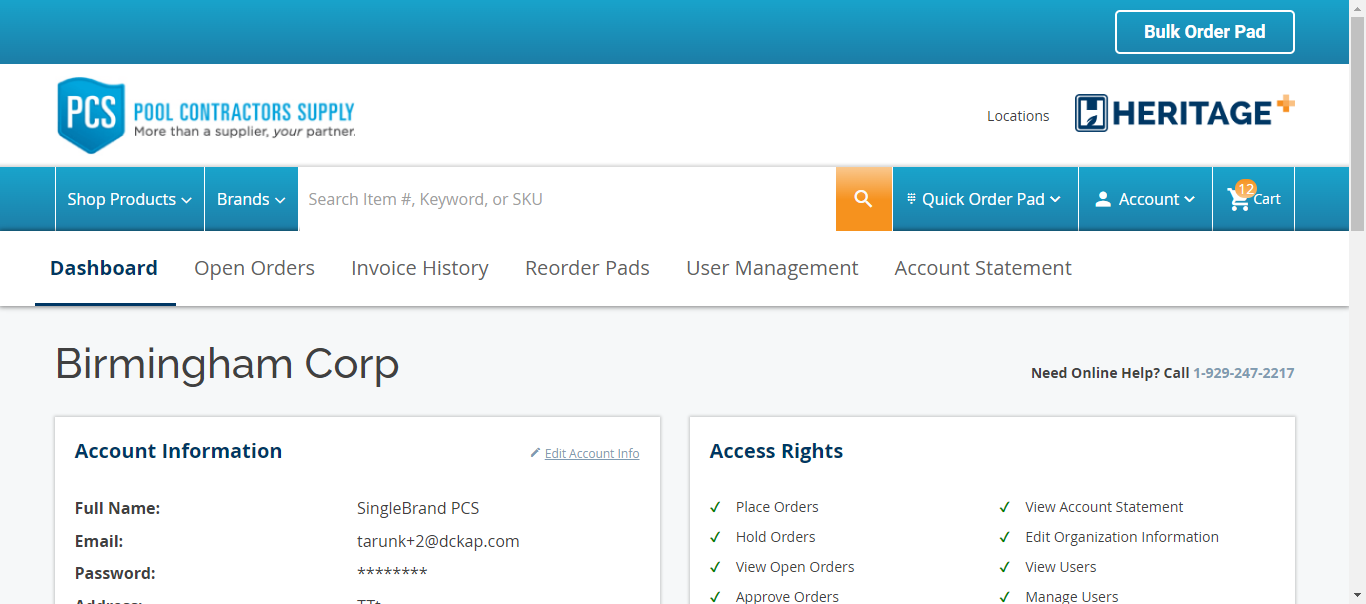 Bulk Order Pad
PCS POOL CONTRACTORS SUPPLY
More than a supplier, your partner.
Locations
HERITAGE
Shop Products
Brands
Search Item #, Keyword, or SKU
Quick Order Pad
Account
12
Cart
Dashboard
Open Orders
Invoice History
Reorder Pads
User Management
Account Statement
Birmingham Corp
Need Online Help? Call 1-929-247-2217
Account Information
Edit Account Info
Full Name: SingleBrand PCS
Email: tarunk+2@dckap.com
Password: ********
Address: TTt
Access Rights
Place Orders
View Account Statement
Hold Orders
Edit Organization Information
View Open Orders
View Users
Approve Orders
Manage Users